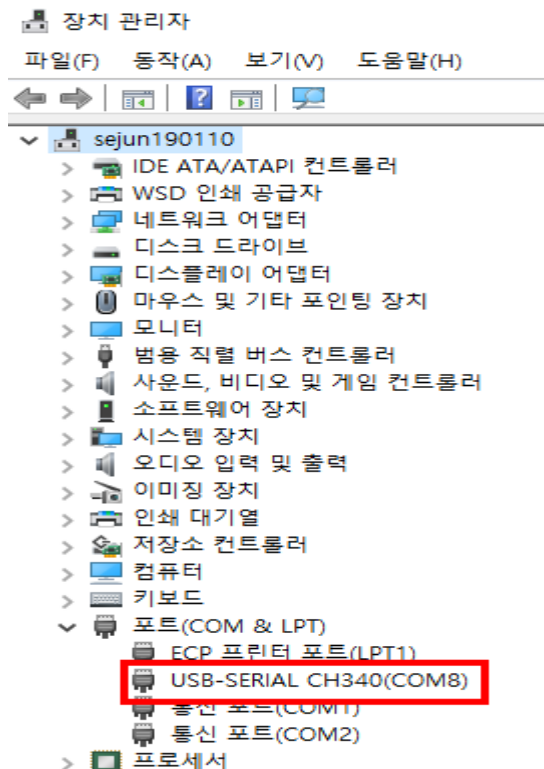 장치 관리자
파일(F) 동작(A) 보기(V) 도움말(H)
sejun190110
IDE ATA/ATAPI 컨트롤러
WSD 인쇄 공급자
네트워크 어댑터
디스크 드라이브
디스플레이 어댑터
마우스 및 기타 포인팅 장치
모니터
범용 직렬 버스 컨트롤러
사운드, 비디오 및 게임 컨트롤러
소프트웨어 장치
시스템 장치
오디오 입력 및 출력
이미징 장치
인쇄 대기열
저장소 컨트롤러
컴퓨터
키보드
포트(COM & LPT)
ECP 프린터 포트(LPT1)
USB-SERIAL CH340(COM8)
통신 포트(COM1)
통신 포트(COM2)
프로세서